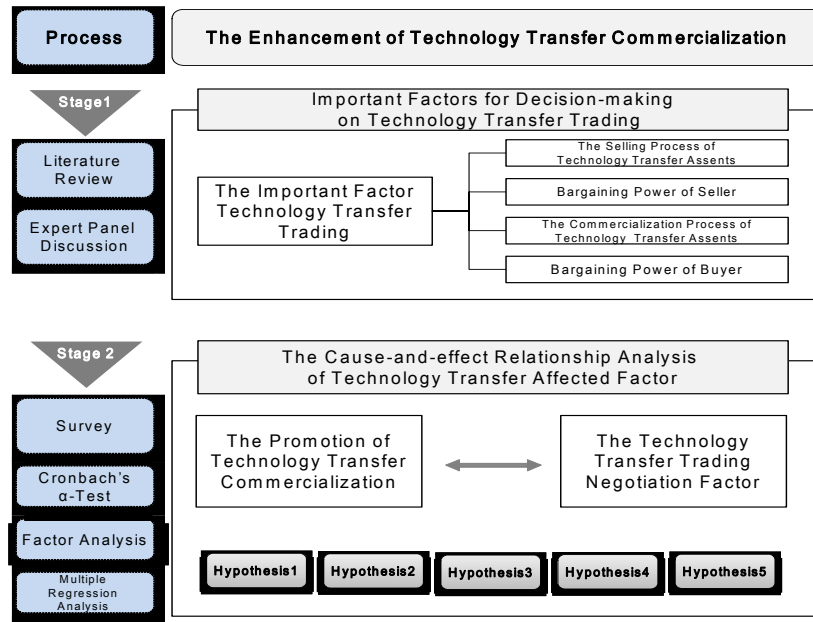 Process
The Enhancement of Technology Transfer Commercialization
Stage1
Literature
Review
Expert Panel
Discussion
Important Factors for Decision-making
on Technology Transfer Trading
The Important Factor
Technology Transfer
Trading
The Selling Process of
Technology Transfer Assents
Bargaining Power of Seller
The Commercialization Process of
Technology Transfer Assents
Bargaining Power of Buyer
Stage 2
Survey
Cronbach's
α-Test
Factor Analysis
Multiple
Regression
Analysis
The Cause-and-effect Relationship Analysis
of Technology Transfer Affected Factor
The Promotion of
Technology Transfer
Commercialization
The Technology
Transfer Trading
Negotiation Factor
Hypothesis1
Hypothesis2
Hypothesis3
Hypothesis4
Hypothesis5